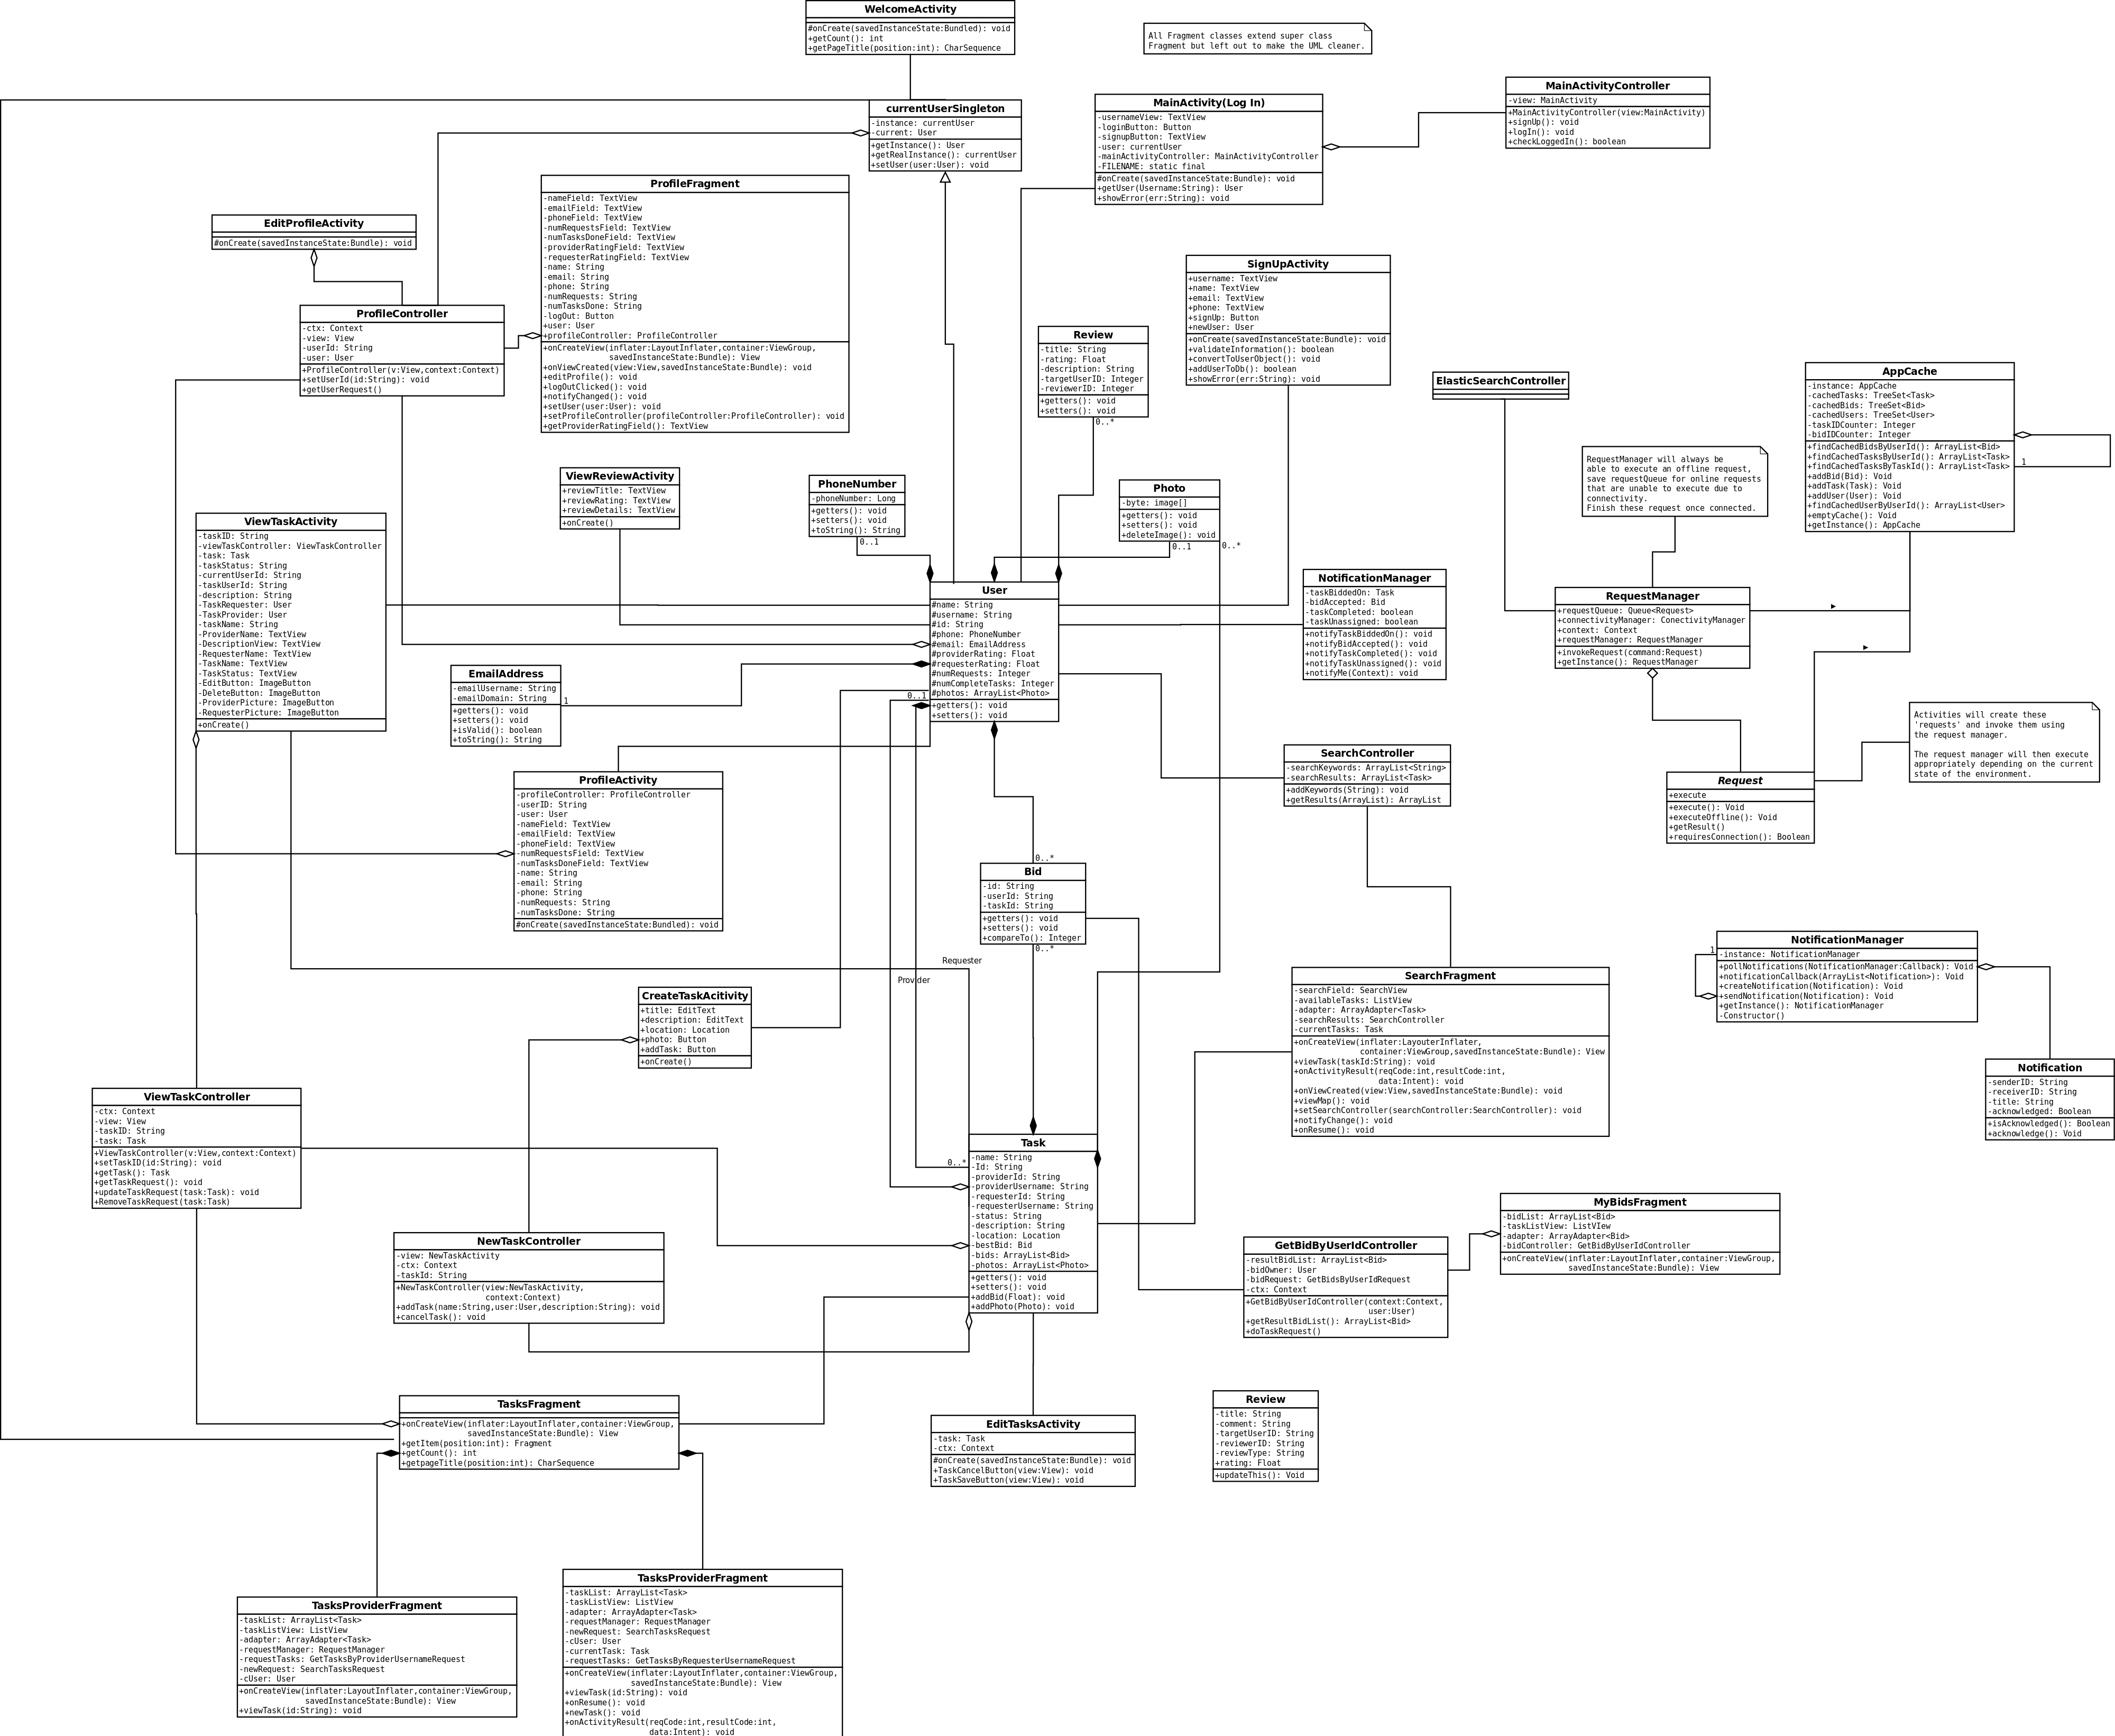 WelcomeActivity
#onCreate(savedInstanceState:Bundled): void
+getCount(): int
+getPageTitle(position:int): CharSequence
All Fragment classes extend super class
Fragment but left out to make the UML cleaner.
MainActivityController
-view: MainActivity
+MainActivityController(view:MainActivity)
+signUp(): void
+logIn(): void
+checkLoggedIn(): boolean
currentUserSingleton
-instance: currentUser
-current: User
+getInstance(): User
+getRealInstance(): currentUser
+setUser(user:User): void
MainActivity(Log In)
-usernameView: TextView
-loginButton: Button
-signupButton: TextView
-user: currentUser
-mainActivityController: MainActivityController
-FILENAME: static final
#onCreate(savedInstanceState:Bundled): void
+getUser(Username:String): User
+showError(err:String): void
ProfileFragment
-nameField: TextView
-emailField: TextView
-phoneField: TextView
-numRequestsField: TextView
-numTasksDoneField: TextView
-providerRatingField: TextView
-requesterRatingField: TextView
-name: String
-email: String
-phone: String
-numRequests: String
-numTasksDone: String
-logOut: Button
+user: User
+profileController: ProfileController
+onCreateView(inflater:LayoutInflater,container:ViewGroup,
savedInstanceState:Bundle): View
+onViewCreated(view:View,savedInstanceState:Bundle): void
+editProfile(): void
+logOutClicked(): void
+notifyChanged(): void
+setUser(user:User): void
+setProfileController(profileController:ProfileController): void
+getProviderRatingField(): TextView
EditProfileActivity
#onCreate(savedInstanceState:Bundle): void
ProfileController
-ctx: Context
-view: View
-userId: String
-user: User
+ProfileController(v:View,context:Context)
+setUserId(id:String): void
+getUserRequest()
SignUpActivity
+username: TextView
+name: TextView
+email: TextView
+phone: TextView
+signUp: Button
+newUser: User
+onCreate(savedInstanceState:Bundle): void
+validateInformation(): boolean
+convertToUserObject(): void
+addUserToDb(): boolean
+showError(err:String): void
Review
-title: String
-rating: Float
-description: String
-targetUserID: Integer
-reviewerID: Integer
+getters(): void
+setters(): void
0..*
ElasticSearchController
AppCache
-instance: AppCache
-cachedTasks: TreeSet<Task>
-cachedBids: TreeSet<Bid>
-cachedUsers: TreeSet<User>
-taskIDCounter: Integer
-bidIDCounter: Integer
+findCachedBidsByUserId(): ArrayList<Bid>
+findCachedTasksByUserId(): ArrayList<Task>
+findCachedTasksByTaskId(): ArrayList<Task>
+addBid(Bid): Void
+addTask(Task): Void
+addUser(User): Void
+findCachedUserByUserId(): ArrayList<User>
+emptyCache(): Void
+getInstance(): AppCache
1
RequestManager will always be
able to execute an offline request,
save requestQueue for online requests
that are unable to execute due to
connectivity.
Finish these request once connected.
ViewReviewActivity
+reviewTitle: TextView
+reviewRating: TextView
+reviewDetails: TextView
+onCreate()
PhoneNumber
-phoneNumber: Long
+getters(): void
+setters(): void
+toString(): String
0..1
Photo
-byte: image[]
+getters(): void
+setters(): void
+deleteImage(): void
0..1
0..*
ViewTaskActivity
-taskID: String
-viewTaskController: ViewTaskController
-task: Task
-taskStatus: String
-currentUserId: String
-taskUserId: String
-description: String
-TaskRequester: User
-TaskProvider: User
-taskName: String
-ProviderName: TextView
-DescriptionView: TextView
-RequesterName: TextView
-TaskName: TextView
-TaskStatus: TextView
-EditButton: ImageButton
-DeleteButton: ImageButton
-ProviderPicture: ImageButton
-RequesterPicture: ImageButton
+onCreate()
User
#name: String
#username: String
#id: String
#phone: PhoneNumber
#email: EmailAddress
#providerRating: Float
#requesterRating: Float
#numRequests: Integer
#numCompleteTasks: Integer
#photos: ArrayList<Photo>
+getters(): void
+setters(): void
0..1
NotificationManager
-taskBiddedOn: Task
-bidAccepted: Bid
-taskCompleted: boolean
-taskUnassigned: boolean
+notifyTaskBiddedOn(): void
+notifyBidAccepted(): void
+notifyTaskCompleted(): void
+notifyTaskUnassigned(): void
+notifyMe(Context): void
RequestManager
+requestQueue: Queue<Request>
+connectivityManager: ConectivityManager
+context: Context
+requestManager: RequestManager
+invokeRequest(command:Request)
+getInstance(): RequestManager
EmailAddress
-emailUsername: String
-emailDomain: String
+getters(): void
+setters(): void
+isValid(): boolean
+toString(): String
1
Activities will create these
'requests' and invoke them using
the request manager.
The request manager will then execute
appropriately depending on the current
state of the environment.
SearchController
-searchKeywords: ArrayList<String>
-searchResults: ArrayList<Task>
+addKeywords(String): void
+getResults(ArrayList): ArrayList
Request
+execute
+execute(): Void
+executeOffline(): Void
+getResult()
+requiresConnection(): Boolean
ProfileActivity
-profileController: ProfileController
-userID: String
-user: User
-nameField: TextView
-emailField: TextView
-phoneField: TextView
-numRequestsField: TextView
-numTasksDoneField: TextView
-name: String
-email: String
-phone: String
-numRequests: String
-numTasksDone: String
#onCreate(savedInstanceState:Bundled): void
0..*
Bid
-id: String
-userId: String
-taskId: String
+getters(): void
+setters(): void
+compareTo(): Integer
0..*
Requester
Provider
NotificationManager
1
-instance: NotificationManager
+pollNotifications(NotificationManager:Callback): Void
+notificationCallback(ArrayList<Notification>): Void
+createNotification(Notification): Void
+sendNotification(Notification): Void
+getInstance(): NotificationManager
-Constructor()
SearchFragment
-searchField: SearchView
-availableTasks: ListView
-adapter: ArrayAdapter<Task>
-searchResults: SearchController
-currentTasks: Task
+onCreateView(inflater:LayouterInflater,
container:ViewGroup,savedInstanceState:Bundle): View
+viewTask(taskId:String): void
+onActivityResult(reqCode:int,resultCode:int,
data:Intent): void
+onViewCreated(view:View,savedInstanceState:Bundle): void
+viewMap(): void
+setSearchController(searchController:SearchController): void
+notifyChange(): void
+onResume(): void
CreateTaskAcitivity
+title: EditText
+description: EditText
+location: Location
+photo: Button
+addTask: Button
+onCreate()
Notification
-senderID: String
-receiverID: String
-title: String
-acknowledged: Boolean
+isAcknowledged(): Boolean
+acknowledge(): Void
ViewTaskController
-ctx: Context
-view: View
-taskID: String
-task: Task
+ViewTaskController(v:View,context:Context)
+setTaskID(id:String): void
+getTask(): Task
+getTaskRequest(): void
+updateTaskRequest(task:Task): void
+RemoveTaskRequest(task:Task)
0..*
Task
-name: String
-Id: String
-providerId: String
-providerUsername: String
-requesterId: String
-requesterUsername: String
-status: String
-description: String
-location: Location
-bestBid: Bid
-bids: ArrayList<Bid>
-photos: ArrayList<Photo>
+getters(): void
+setters(): void
+addBid(Float): void
+addPhoto(Photo): void
MyBidsFragment
-bidList: ArrayList<Bid>
-taskListView: ListVIew
-adapter: ArrayAdapter<Bid>
-bidController: GetBidByUserIdController
+onCreateView(inflater:LayoutInflater,container:ViewGroup,
savedInstanceState:Bundle): View
NewTaskController
-view: NewTaskActivity
-ctx: Context
-taskId: String
+NewTaskController(view:NewTaskActivity,
context:Context)
+addTask(name:String,user:User,description:String): void
+cancelTask(): void
GetBidByUserIdController
-resultBidList: ArrayList<Bid>
-bidOwner: User
-bidRequest: GetBidsByUserIdRequest
-ctx: Context
+GetBidByUserIdController(context:Context,
user:User)
+getResultBidList(): ArrayList<Bid>
+doTaskRequest()
TasksFragment
+onCreateView(inflater:LayoutInflater,container:ViewGroup,
savedInstanceState:Bundle): View
+getItem(position:int): Fragment
+getCount(): int
+getpageTitle(position:int): CharSequence
EditTasksActivity
-task: Task
-ctx: Context
#onCreate(savedInstanceState:Bundle): void
+TaskCancelButton(view:View): void
+TaskSaveButton(view:View): void
Review
-title: String
-comment: String
-targetUserID: String
-reviewerID: String
-reviewType: String
-rating: Float
+updateThis(): Void
TasksProviderFragment
-taskList: ArrayList<Task>
-taskListView: ListView
-adapter: ArrayAdapter<Task>
-requestManager: RequestManager
-requestTasks: GetTasksByProviderUsernameRequest
-newRequest: SearchTasksRequest
-cUser: User
+onCreateView(inflater:LayoutInflater,container:ViewGroup,
savedInstanceState:Bundle): View
+viewTask(id:String): void
TasksProviderFragment
-taskList: ArrayList<Task>
-taskListView: ListView
-adapter: ArrayAdapter<Task>
-requestManager: RequestManager
-newRequest: SearchTasksRequest
-cUser: User
-currentTask: Task
-requestTasks: GetTasksByRequesterUsernameRequest
+onCreateView(inflater:LayoutInflater,container:ViewGroup,
savedInstanceState:Bundle): View
+viewTask(id:String): void
+onResume(): void
+newTask(): void
+onActivityResult(reqCode:int,resultCode:int,
data:Intent): void